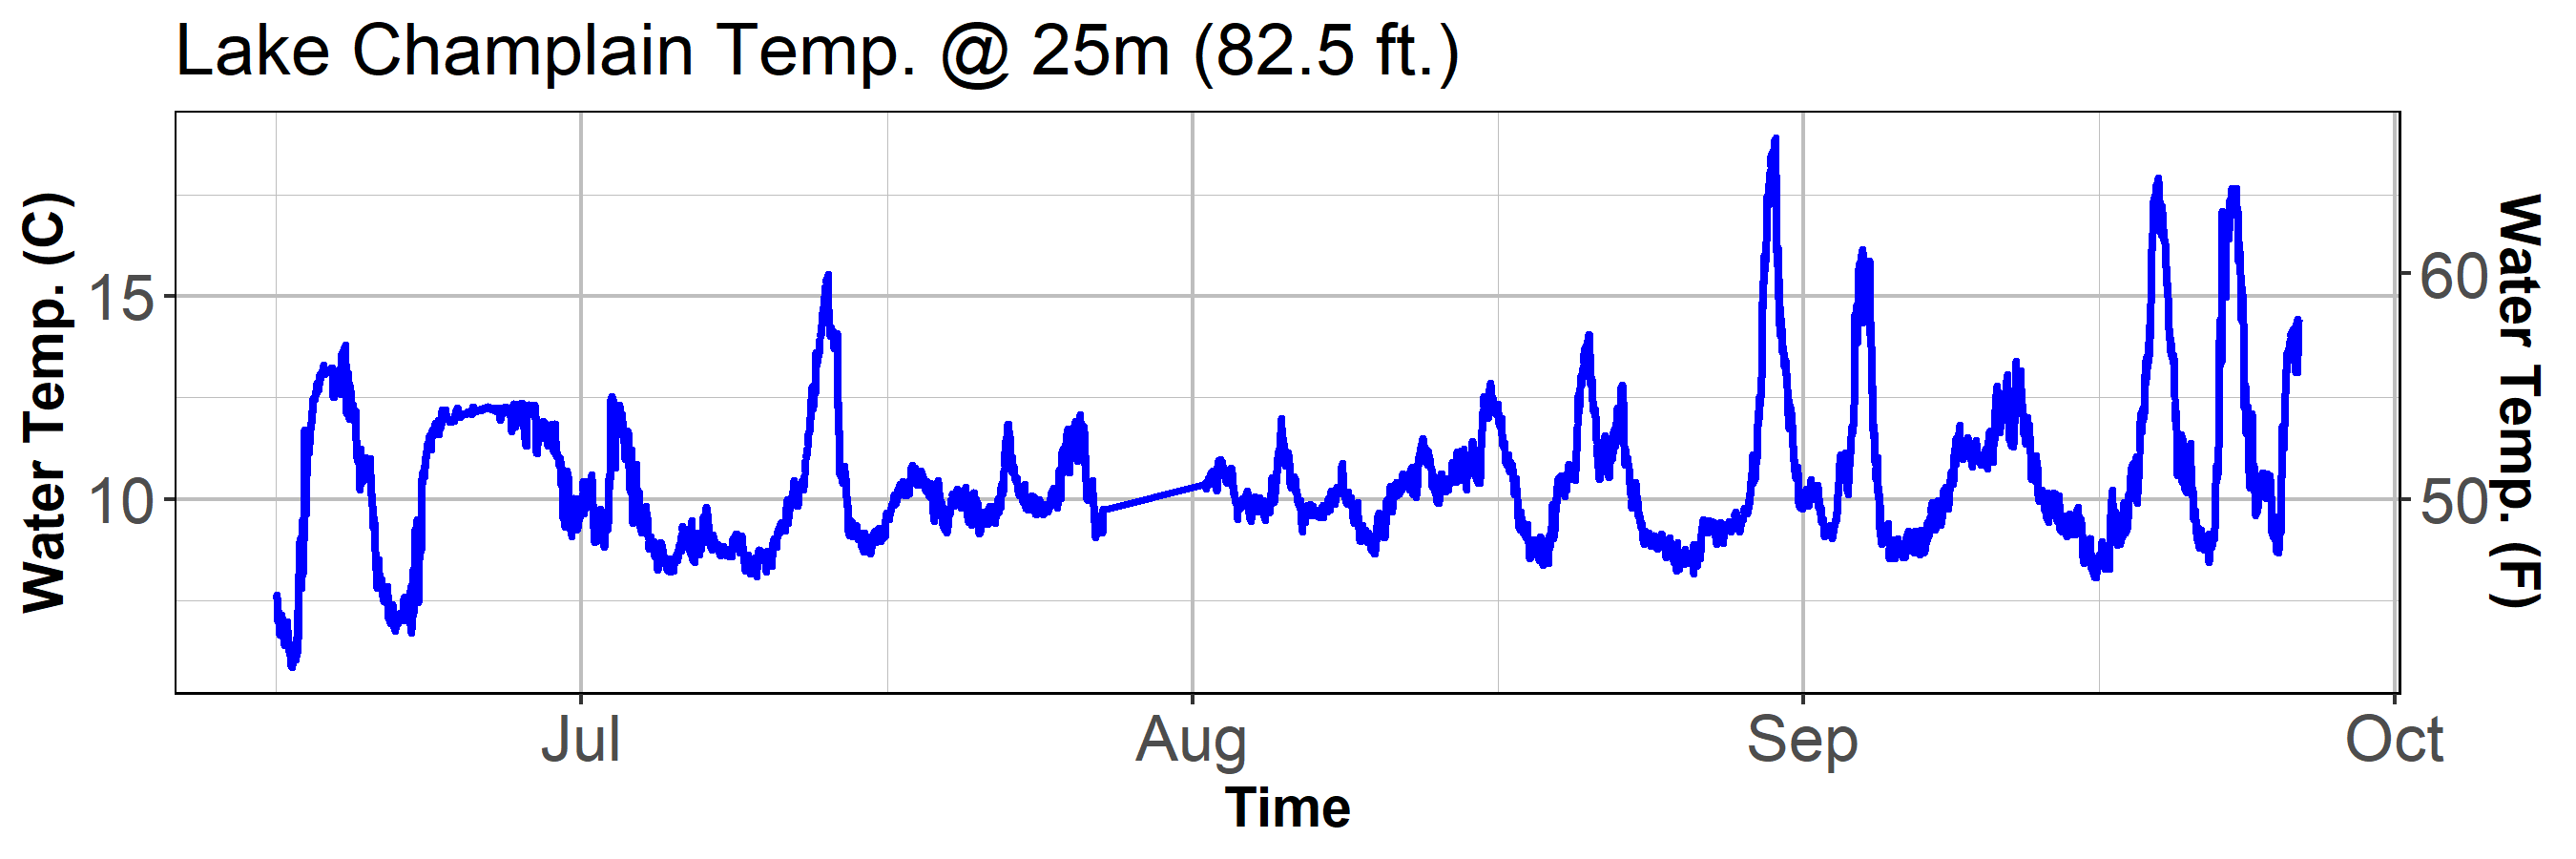 Lake Champlain Temp. @ 25m (82.5 ft.)
Water Temp. (C)
15
10
60
50
Water Temp. (F)
Jul
Aug
Sep
Oct
Time